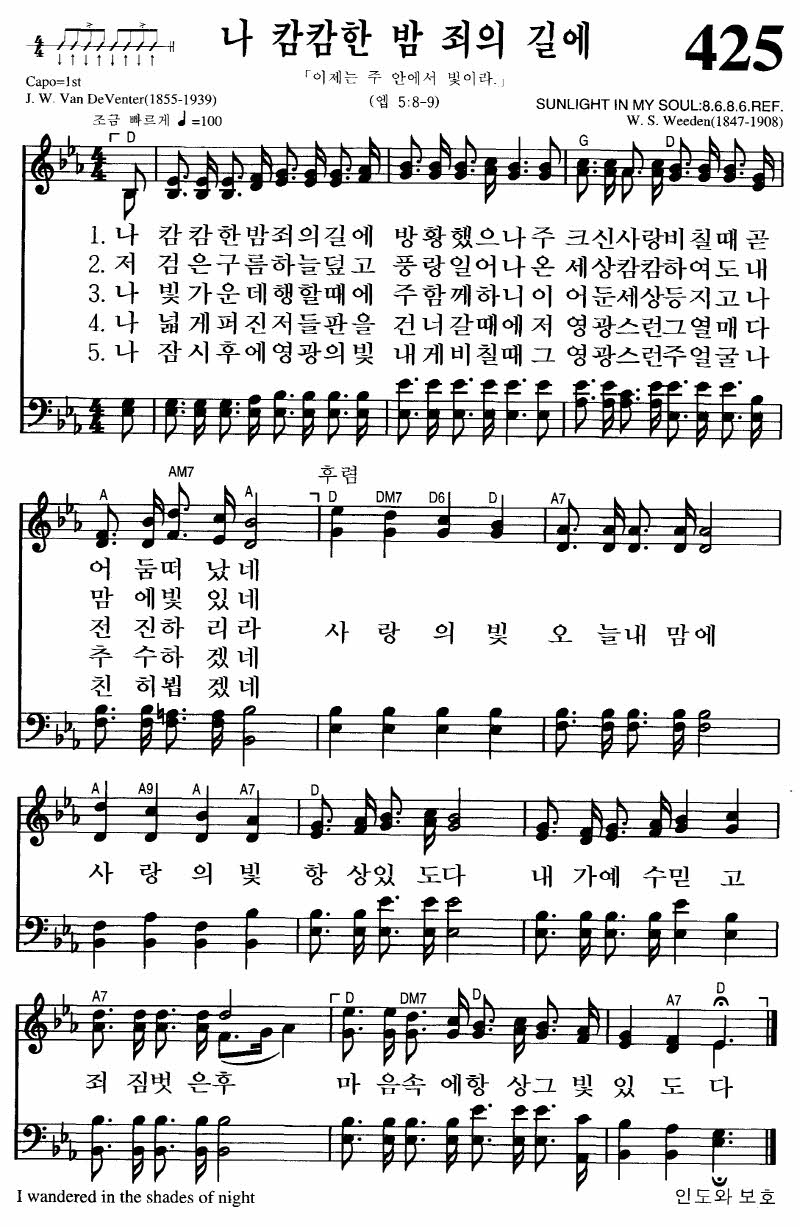 나 캄캄한 밤 죄의 길에
425
4/4
「이제는 주 안에서 빛이라.」
Capo=1st
J. W. Van DeVenter(1855-1939)
(엡 5:8-9)
SUNLIGHT IN MY SOUL:8.6.8.6.REF.
조금 빠르게 ♩=100
W. S. Weeden(1847-1908)
D G D
1. 나 캄캄한밤죄의길에 방황했으나주 크신사랑비칠때곧
2. 저 검은구름하늘덮고 풍랑일어나온 세상캄캄하여도내
3. 나 빛가운데행할때에 주함께하니이 어둔세상등지고나
4. 나 넓게퍼진저들판을 건너갈때에저 영광스런그열매다
5. 나 잠시후에영광의빛 내게비칠때그 영광스런주얼굴나
후렴
A AM7 A D DM7 D6 D A7
어 둠떠 났네
맘 에빛 있네
전 진하 리라 사 랑 의 빛 오 늘내 맘에
추 수하 겠네
친 히뵙 겠네
A A9 A A7 D
사 랑 의 빛 항 상있 도다 내 가예 수믿 고
A7 D DM7 D A7 D
죄 짐벗 은후 마 음속 에항 상그 빛 있 도 다
I wandered in the shades of night
인도와 보호